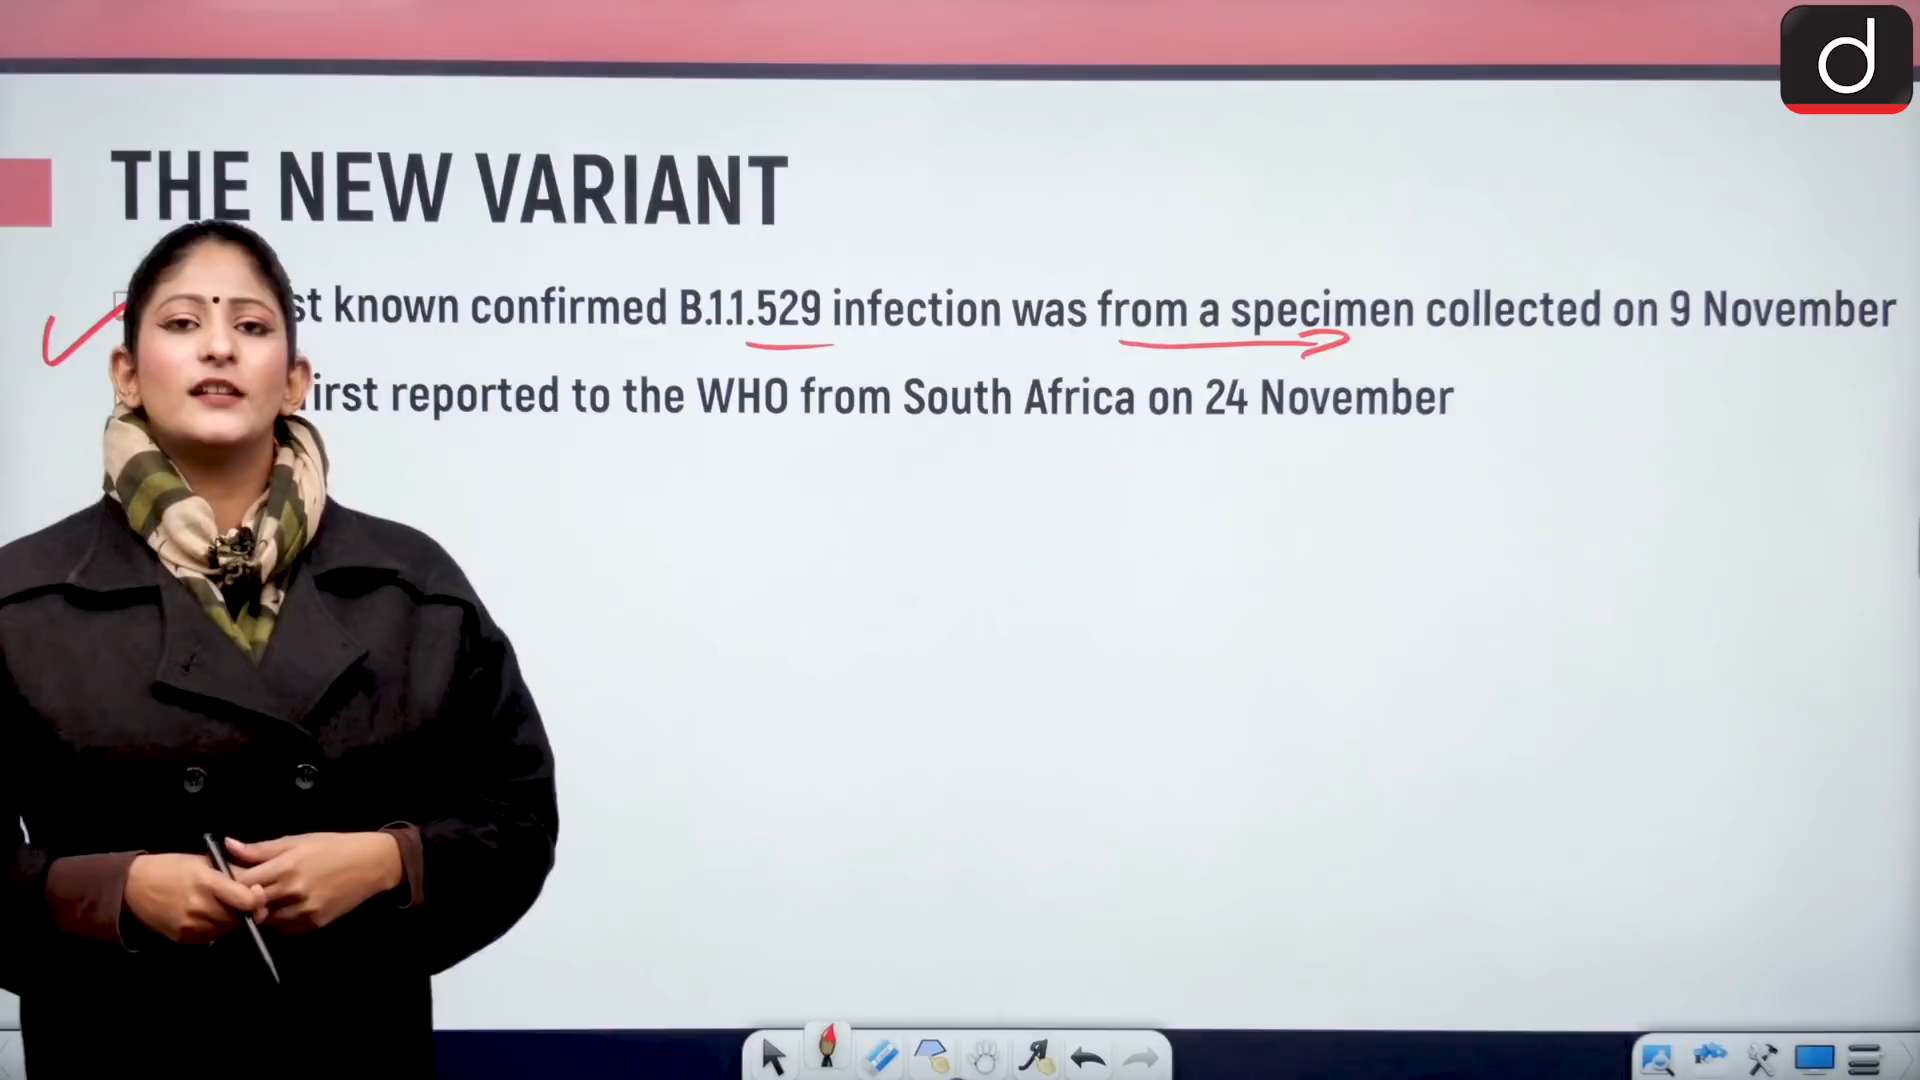 THE NEW VARIANT
st known confirmed B.1.1.529 infection was from a specimen collected on 9 November
irst reported to the WHO from South Africa on 24 November
d